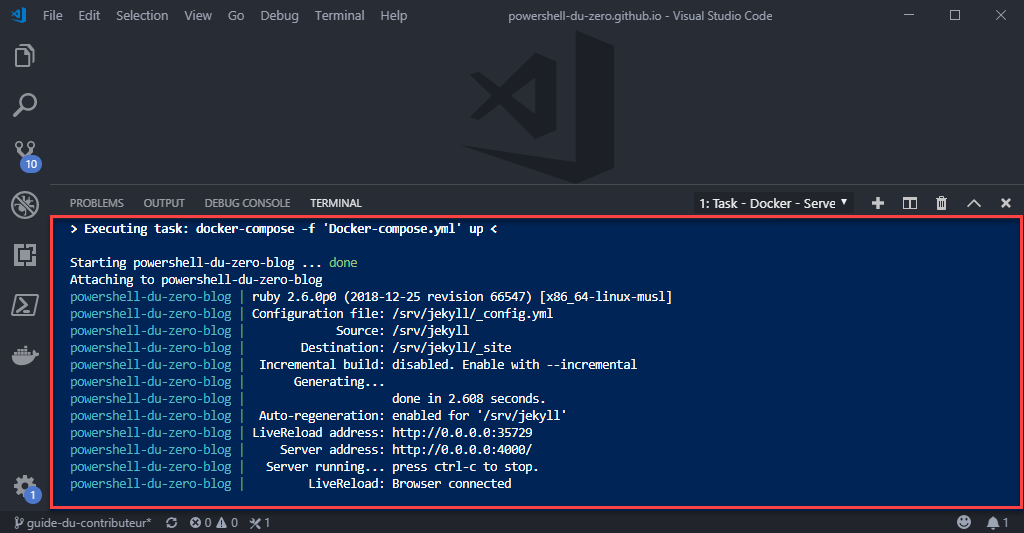 File Edit Selection View Go Debug Terminal Help powershell-du-zero.github.io - Visual Studio Code
10
PROBLEMS OUTPUT DEBUG CONSOLE TERMINAL 1: Task - Docker - Serve
> Executing task: docker-compose -f 'Docker-compose.yml' up <
Starting powershell-du-zero-blog ... done
Attaching to powershell-du-zero-blog
powershell-du-zero-blog | ruby 2.6.0p0 (2018-12-25 revision 66547) [x86_64-linux-musl]
powershell-du-zero-blog | Configuration file: /srv/jekyll/_config.yml
powershell-du-zero-blog | Source: /srv/jekyll
powershell-du-zero-blog | Destination: /srv/jekyll/_site
powershell-du-zero-blog | Incremental build: disabled. Enable with --incremental
powershell-du-zero-blog | Generating...
powershell-du-zero-blog | done in 2.608 seconds.
powershell-du-zero-blog | Auto-regeneration: enabled for '/srv/jekyll'
powershell-du-zero-blog | LiveReload address: http://0.0.0.0:35729
powershell-du-zero-blog | Server address: http://0.0.0.0:4000/
powershell-du-zero-blog | Server running... press ctrl-c to stop.
powershell-du-zero-blog | LiveReload: Browser connected
1
guide-du-contributeur* 0 0 1 1